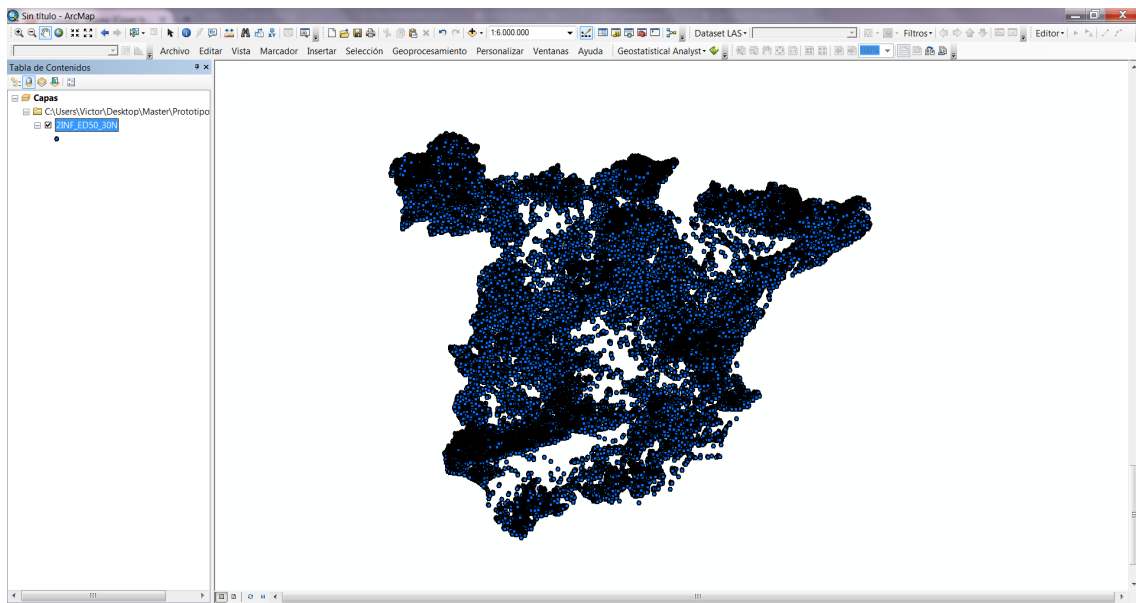 Sin título - ArcMap
1:6.000.000 Dataset LAS Filtros Editor
Archivo Editar Vista Marcador Insertar Selección Geoprocesamiento Personalizar Ventanas Ayuda Geostatistical Analyst 100%
Tabla de Contenidos
Capas
C:\Users\Victor\Desktop\Master\Prototipo
2INF_ED50_30N